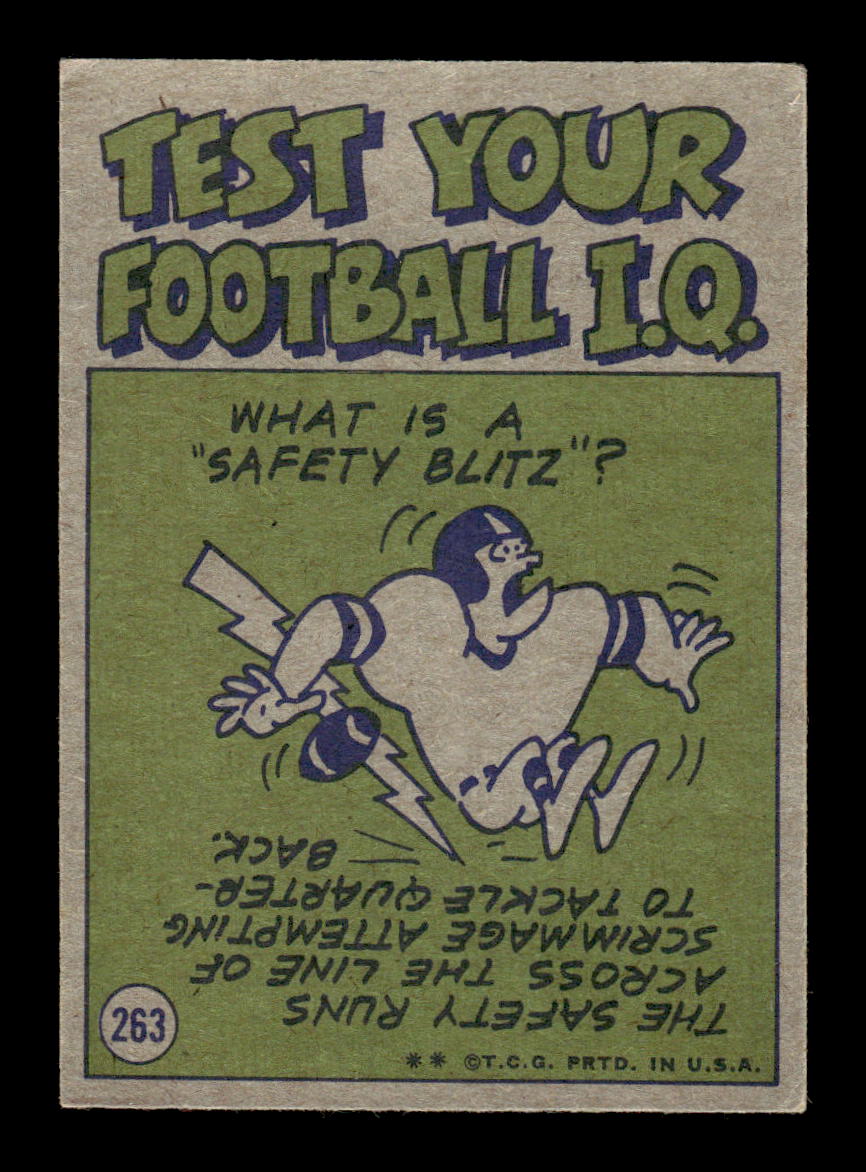 TEST YOUR
FOOTBALL I.Q.
WHAT IS A
"SAFETY BLITZ"?
THE SAFETY RUNS
ACROSS THE LINE OF
SCRIMMAGE ATTEMPTING
TO TACKLE QUARTER-
BACK.
263
** ©T.C.G. PRTD. IN U.S.A.